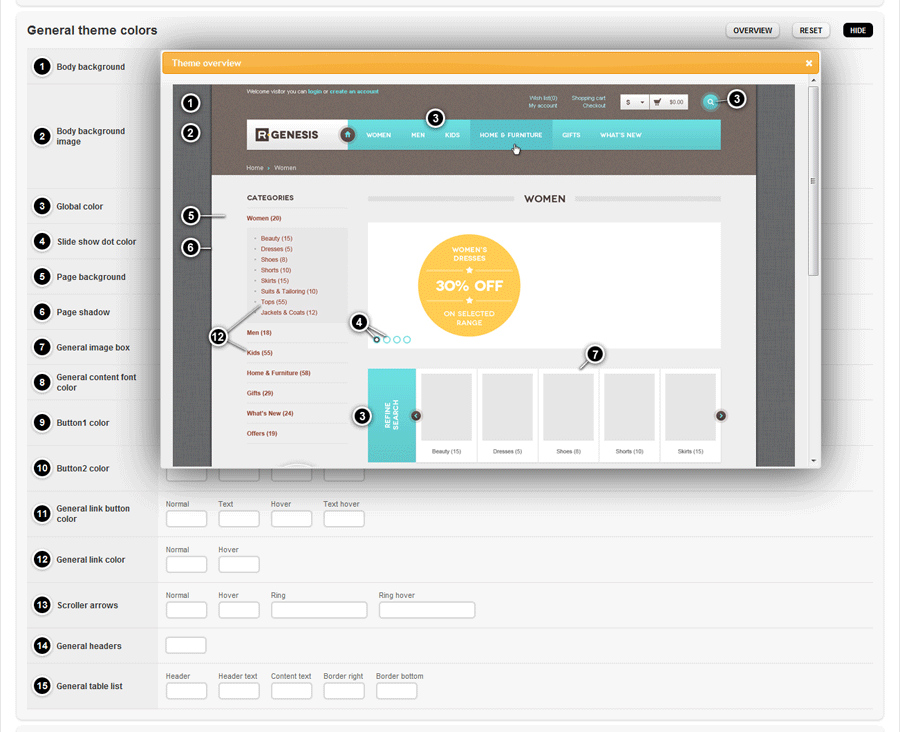 General theme colors
OVERVIEW RESET HIDE
1 Body background
2 Body background
image
3 Global color
4 Slide show dot color
5 Page background
6 Page shadow
7 General image box
8 General content font
color
9 Button1 color
10 Button2 color
11 General link button
color
Normal Text Hover Text hover
12 General link color
Normal Hover
13 Scroller arrows
Normal Hover Ring Ring hover
14 General headers
15 General table list
Header Header text Content text Border right Border bottom
Theme overview
1
2
Welcome visitor you can login or create an account
Wish list(0) Shopping cart
My account Checkout
$ $0.00
3
3
R GENESIS
WOMEN MEN KIDS HOME & FURNITURE GIFTS WHAT'S NEW
Home › Women
CATEGORIES
5
6
Women (20)
- Beauty (15)
- Dresses (5)
- Shoes (8)
- Shorts (10)
- Skirts (15)
- Suits & Tailoring (10)
- Tops (55)
- Jackets & Coats (12)
12
Men (18)
Kids (55)
Home & Furniture (58)
Gifts (29)
What's New (24)
Offers (19)
WOMEN
WOMEN'S
DRESSES
30% OFF
ON SELECTED
RANGE
4
7
3
REFINE
SEARCH
Beauty (15) Dresses (5) Shoes (8) Shorts (10) Skirts (15)